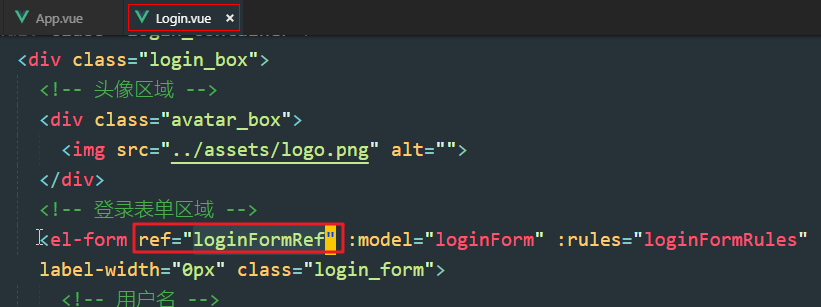 App.vue
Login.vue ×
<div class="login_box">
<!-- 头像区域 -->
<div class="avatar_box">
<img src="../assets/logo.png" alt="">
</div>
<!-- 登录表单区域 -->
<el-form ref="loginFormRef" :model="loginForm" :rules="loginFormRules"
label-width="0px" class="login_form">
<!-- 用户名 -->